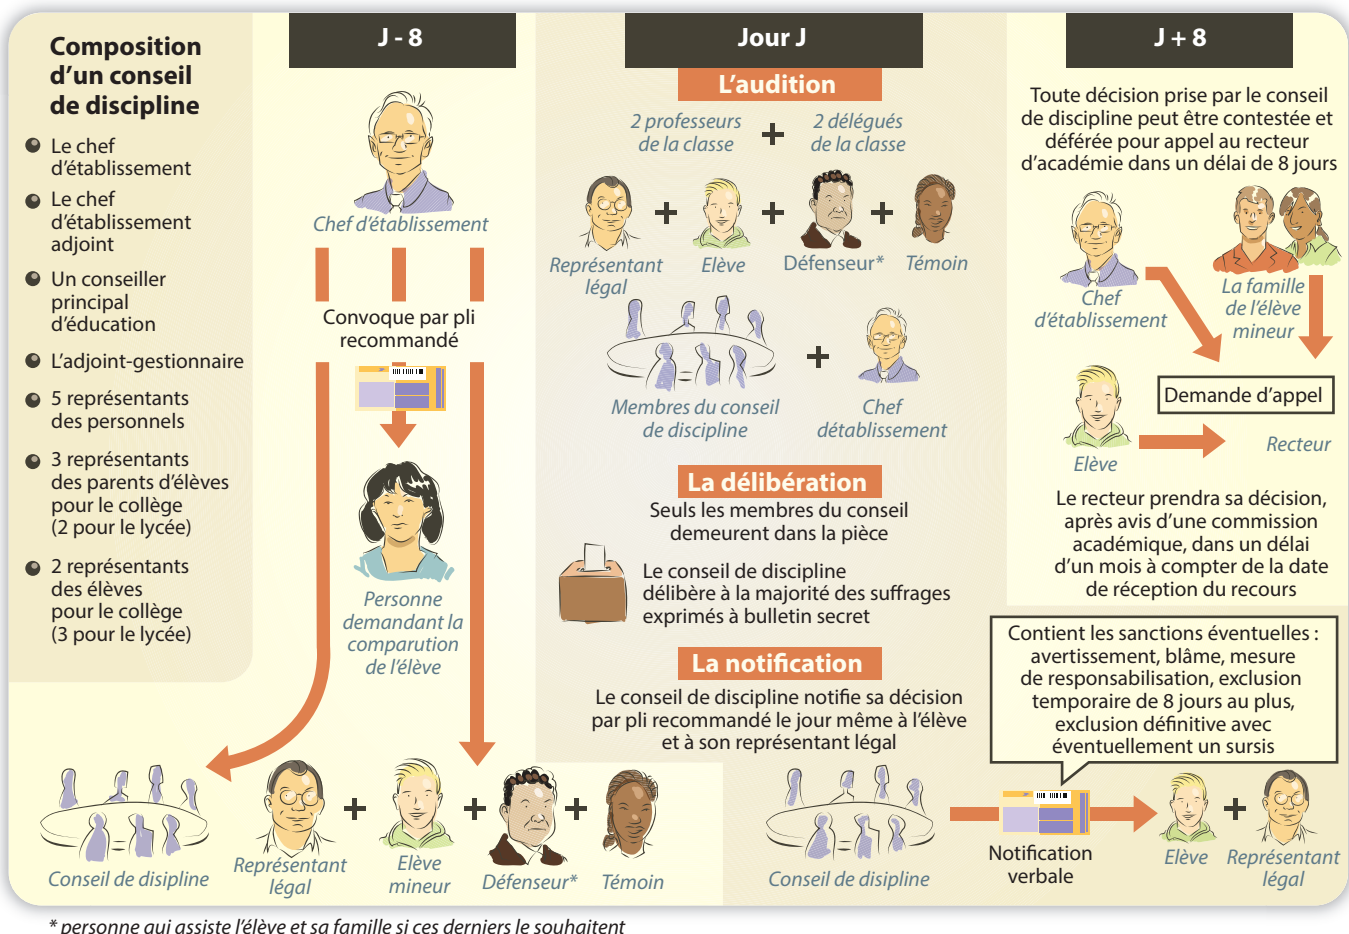 Composition
d'un conseil
de discipline
Le chef
d'établissement
Le chef
d'établissement
adjoint
Un conseiller
principal
d'éducation
L'adjoint-gestionnaire
5 représentants
des personnels
3 représentants
des parents d'élèves
pour le collège
(2 pour le lycée)
2 représentants
des élèves
pour le collège
(3 pour le lycée)
J - 8
Chef d'établissement
Convoque par pli
recommandé
Personne
demandant la
comparution
de l'élève
Conseil de disipline
Représentant
légal
+
Elève
mineur
+
Défenseur*
+
Témoin
Jour J
L'audition
2 professeurs
de la classe
+
2 délégués
de la classe
Représentant
légal
+
Elève
+
Défenseur*
+
Témoin
Membres du conseil
de discipline
+
Chef
détablissement
La délibération
Seuls les membres du conseil
demeurent dans la pièce
Le conseil de discipline
délibère à la majorité des suffrages
exprimés à bulletin secret
La notification
Le conseil de discipline notifie sa décision
par pli recommandé le jour même à l'élève
et à son représentant légal
Conseil de disipline
J + 8
Toute décision prise par le conseil
de discipline peut être contestée et
déférée pour appel au recteur
d'académie dans un délai de 8 jours
Chef
d'établissement
La famille
de l'élève
mineur
Demande d'appel
Elève
Recteur
Le recteur prendra sa décision,
après avis d'une commission
académique, dans un délai
d'un mois à compter de la date
de réception du recours
Contient les sanctions éventuelles :
avertissement, blâme, mesure
de responsabilisation, exclusion
temporaire de 8 jours au plus,
exclusion définitive avec
éventuellement un sursis
Notification
verbale
Elève
+
Représentant
légal
* personne qui assiste l'élève et sa famille si ces derniers le souhaitent